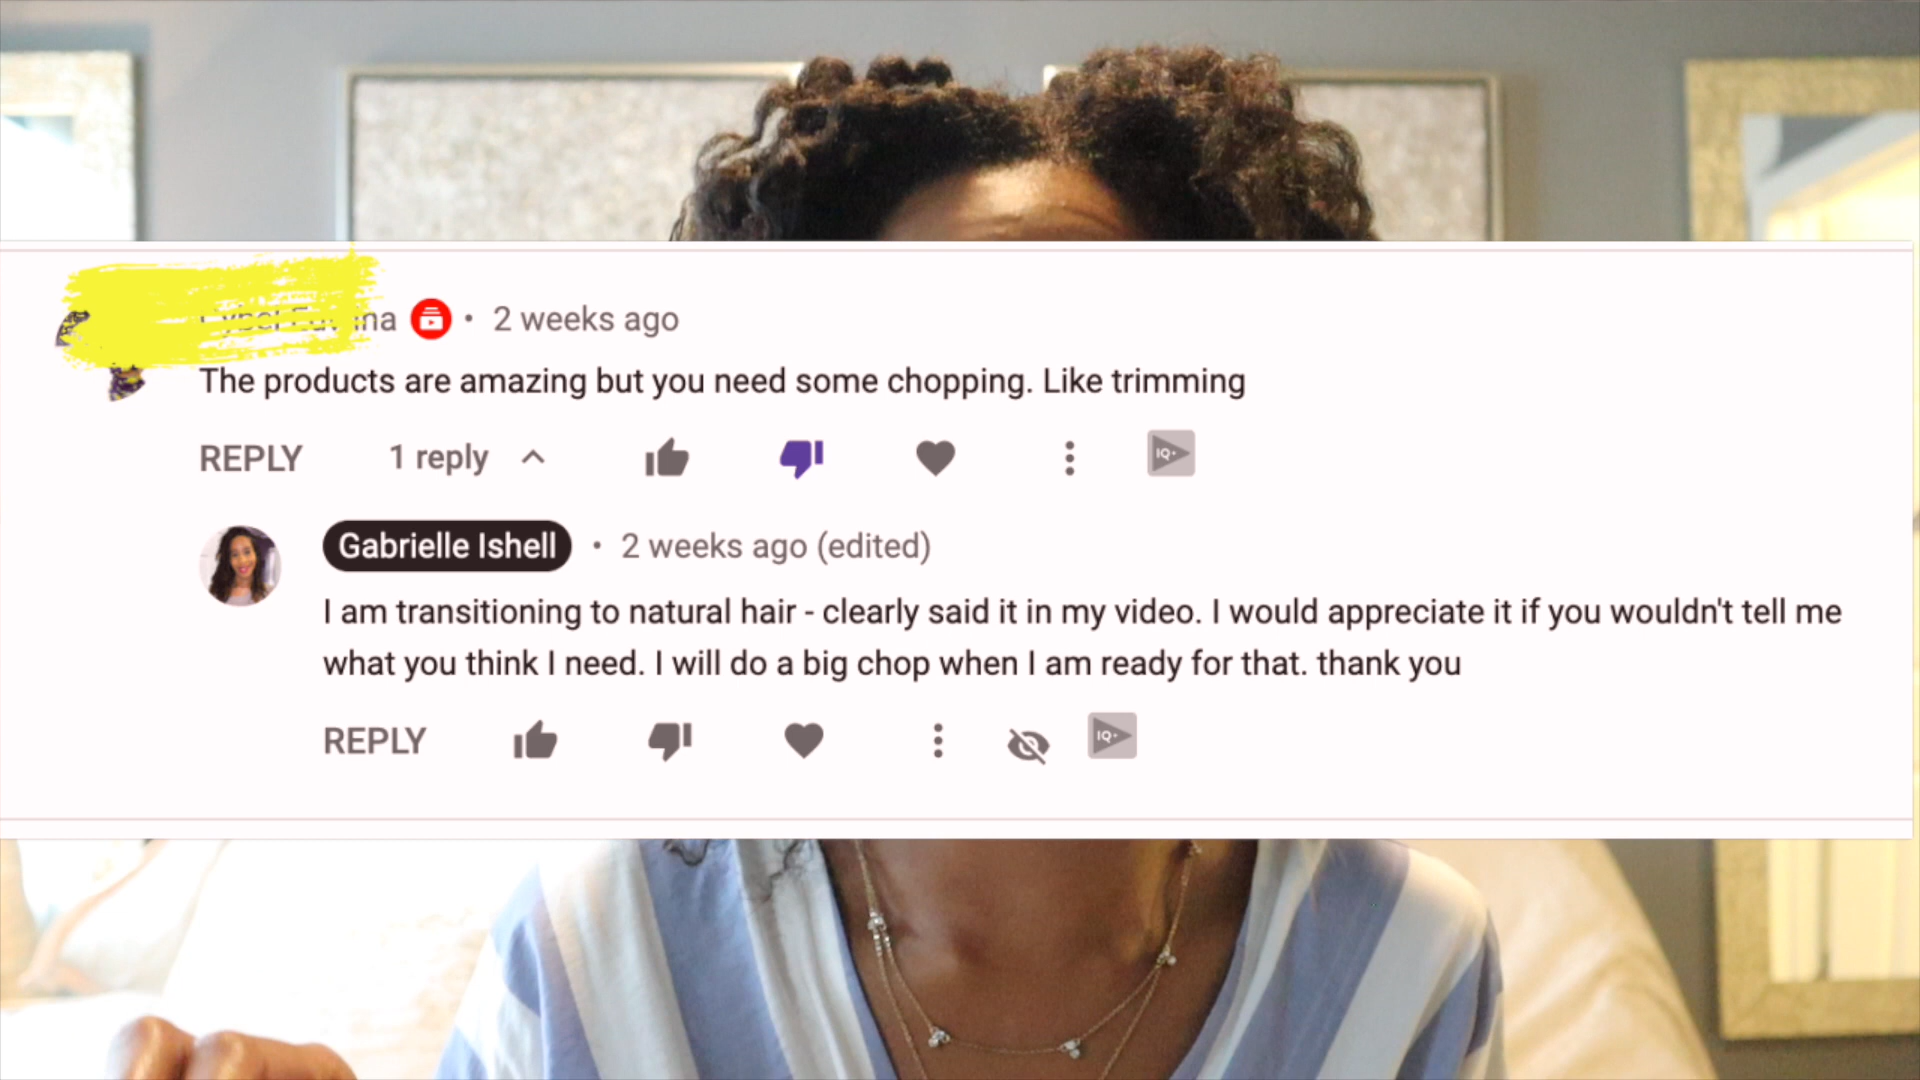 na • 2 weeks ago
The products are amazing but you need some chopping. Like trimming
REPLY 1 reply
IQ+
Gabrielle Ishell • 2 weeks ago (edited)
I am transitioning to natural hair - clearly said it in my video. I would appreciate it if you wouldn't tell me
what you think I need. I will do a big chop when I am ready for that. thank you
REPLY
IQ+